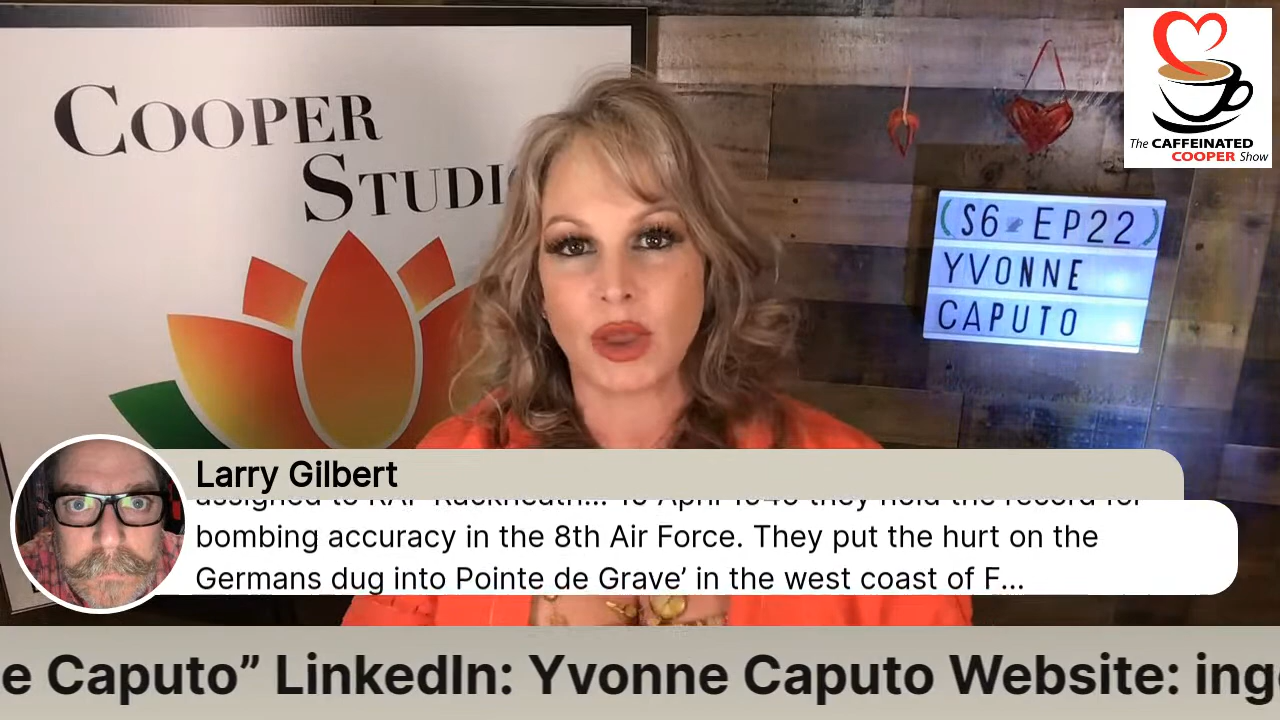 COOPER
The CAFFEINATED
COOPER Show
(S6 EP22)
YVONNE
CAPUTO
Larry Gilbert
bombing accuracy in the 8th Air Force. They put the hurt on the
Germans dug into Pointe de Grave’ in the west coast of F...
e Caputo” LinkedIn: Yvonne Caputo Website: